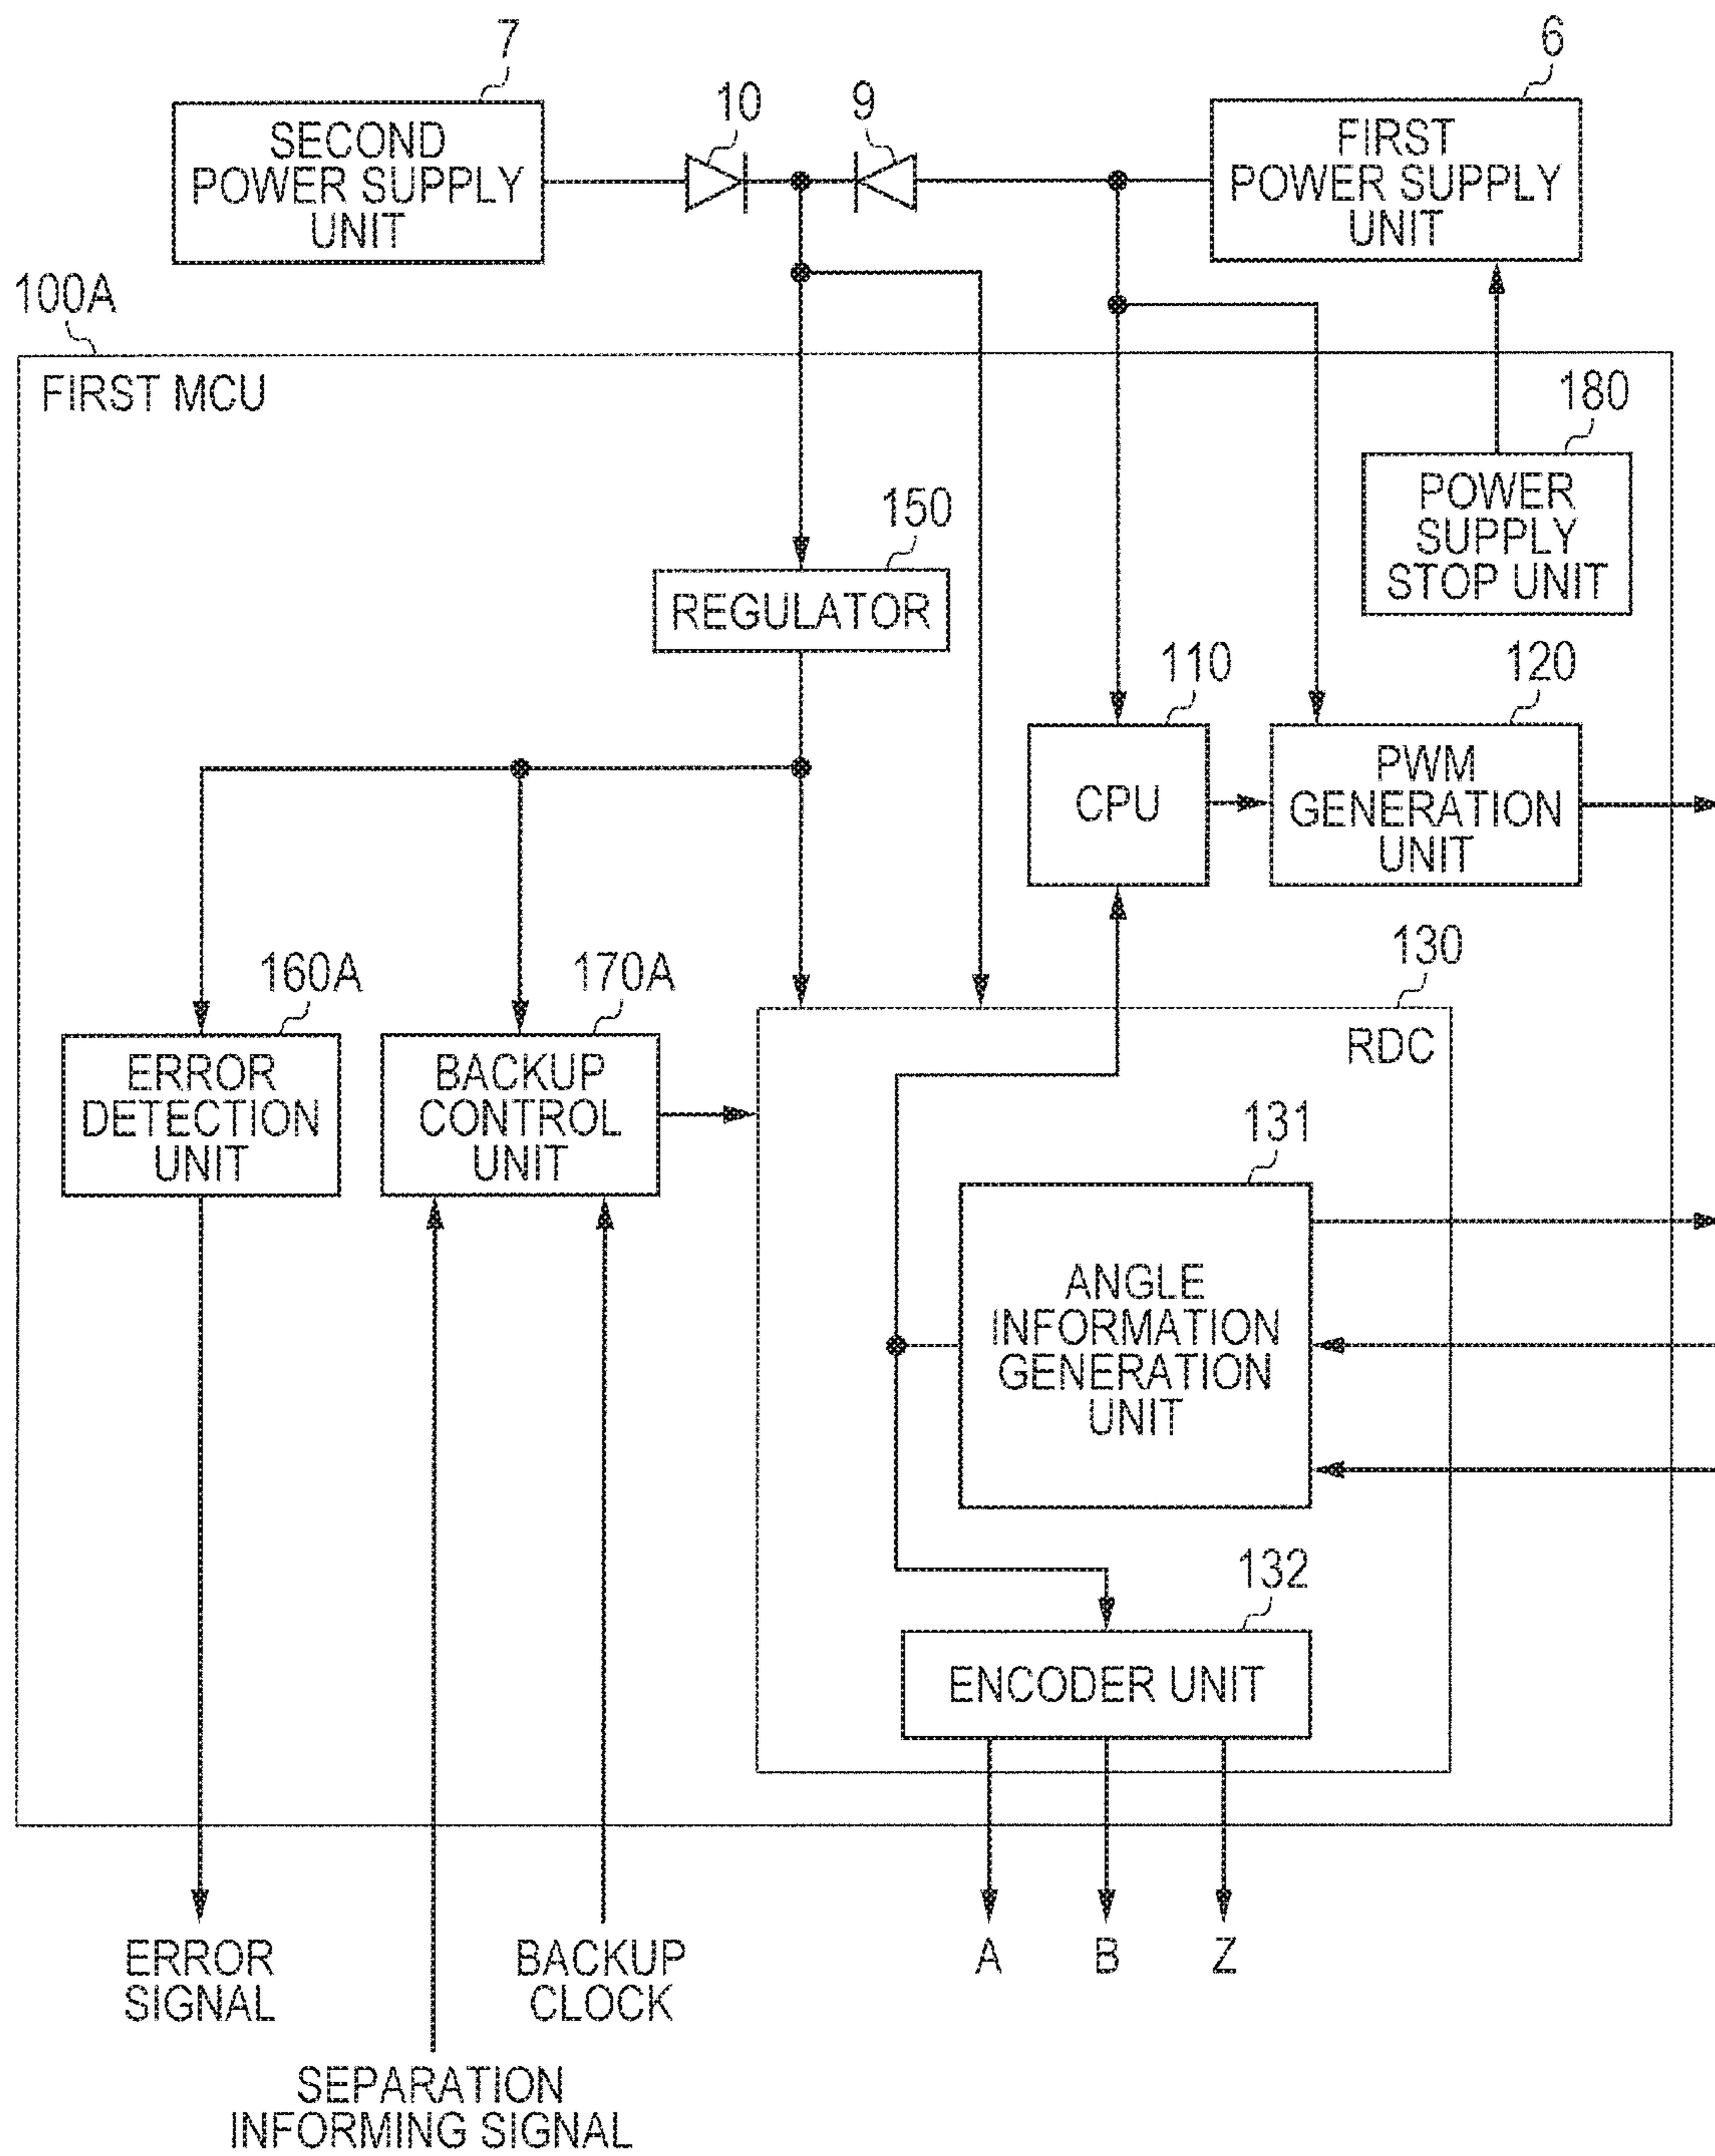 7
10
9
6
SECOND
POWER SUPPLY
UNIT
FIRST
POWER SUPPLY
UNIT
100A
FIRST MCU
180
POWER
SUPPLY
STOP UNIT
150
REGULATOR
110
CPU
120
PWM
GENERATION
UNIT
160A
ERROR
DETECTION
UNIT
170A
BACKUP
CONTROL
UNIT
130
RDC
131
ANGLE
INFORMATION
GENERATION
UNIT
132
ENCODER UNIT
ERROR
SIGNAL
BACKUP
CLOCK
A
B
Z
SEPARATION
INFORMING SIGNAL